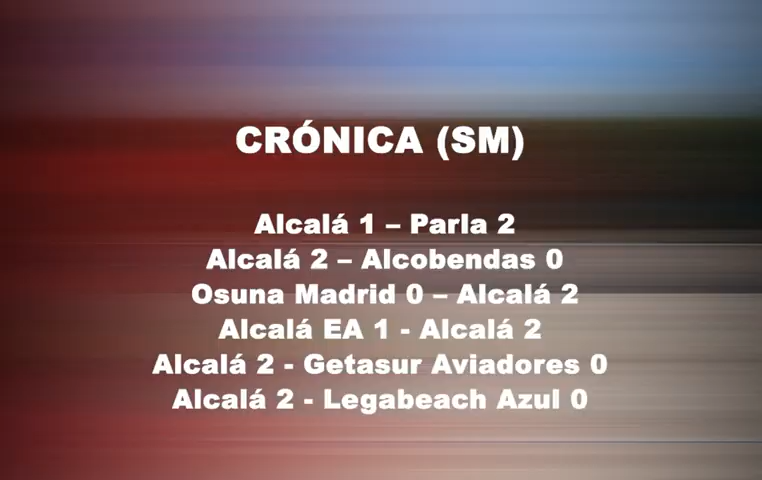 CRÓNICA (SM)
Alcalá 1 – Parla 2
Alcalá 2 – Alcobendas 0
Osuna Madrid 0 – Alcalá 2
Alcalá EA 1 - Alcalá 2
Alcalá 2 - Getasur Aviadores 0
Alcalá 2 - Legabeach Azul 0